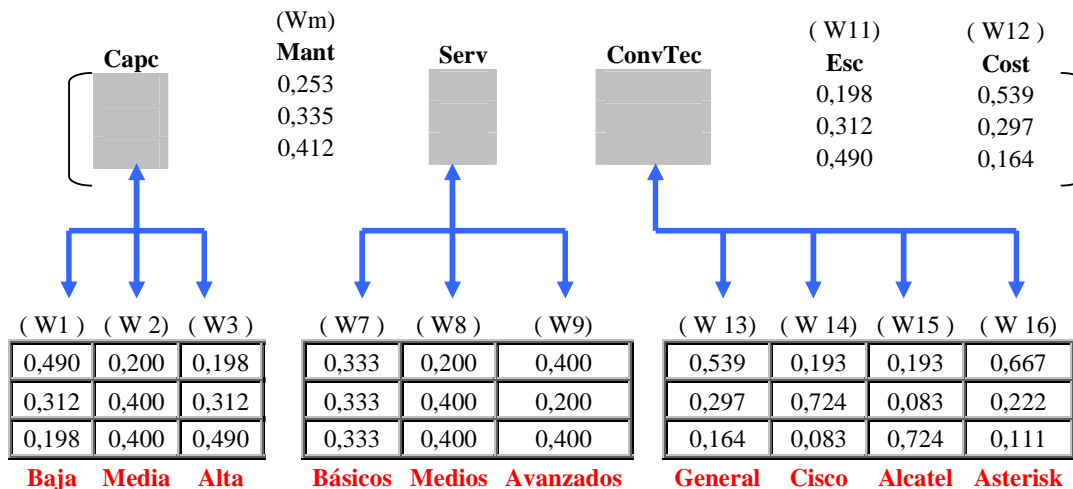 (Wm) ( W11) ( W12 )
Capc Mant Serv ConvTec Esc Cost
0,253 0,198 0,539
0,335 0,312 0,297
0,412 0,490 0,164
( W1 ) ( W 2) ( W3 ) ( W7 ) ( W8 ) ( W9) ( W 13) ( W 14) ( W15 ) ( W 16)
0,490 0,200 0,198 0,333 0,200 0,400 0,539 0,193 0,193 0,667
0,312 0,400 0,312 0,333 0,400 0,200 0,297 0,724 0,083 0,222
0,198 0,400 0,490 0,333 0,400 0,400 0,164 0,083 0,724 0,111
Baja Media Alta Básicos Medios Avanzados General Cisco Alcatel Asterisk